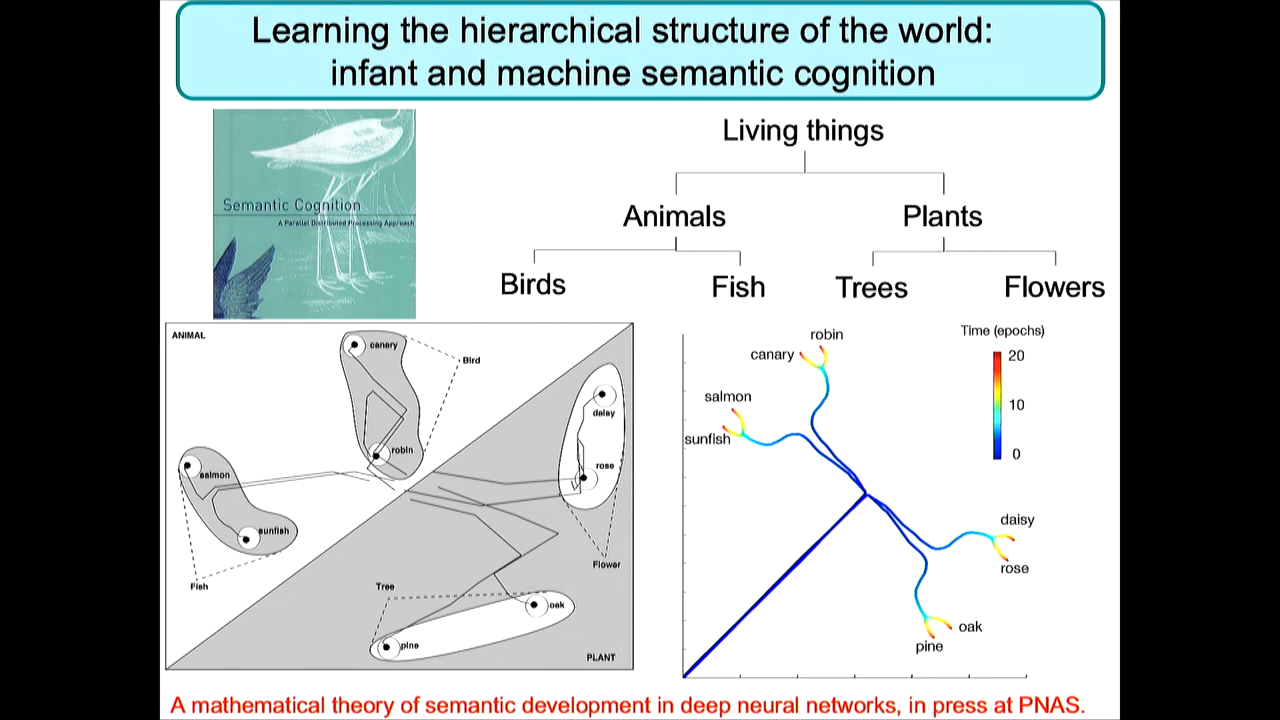 Learning the hierarchical structure of the world:
infant and machine semantic cognition
Semantic Cognition
A Parallel Distributed Processing Approach
Living things
Animals Plants
Birds Fish Trees Flowers
ANIMAL
canary
Bird
daisy
robin
rose
salmon
sunfish
Fish
Flower
Tree
oak
pine
PLANT
robin
canary
salmon
sunfish
Time (epochs)
20
10
0
daisy
rose
oak
pine
A mathematical theory of semantic development in deep neural networks, in press at PNAS.